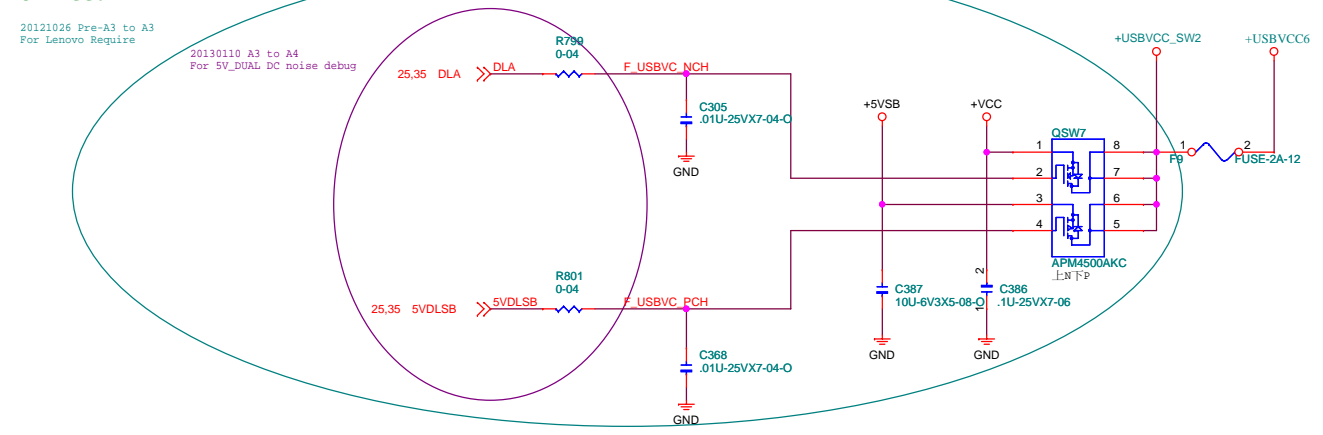 20121026 Pre-A3 to A3
For Lenovo Require
20130110 A3 to A4
For 5V_DUAL DC noise debug
+USBVCC_SW2
+USBVCC6
R799
0-04
25,35 DLA
DLA
F_USBVC_NCH
C305
.01U-25VX7-04-O
GND
+5VSB
+VCC
QSW7
1
2
3
4
8
7
6
5
1
F9
2
FUSE-2A-12
APM4500AKC
上N下P
R801
0-04
25,35 5VDLSB
5VDLSB
F_USBVC_PCH
C387
10U-6V3X5-08-O
2
C386
.1U-25VX7-06
1
GND
GND
C368
.01U-25VX7-04-O
GND